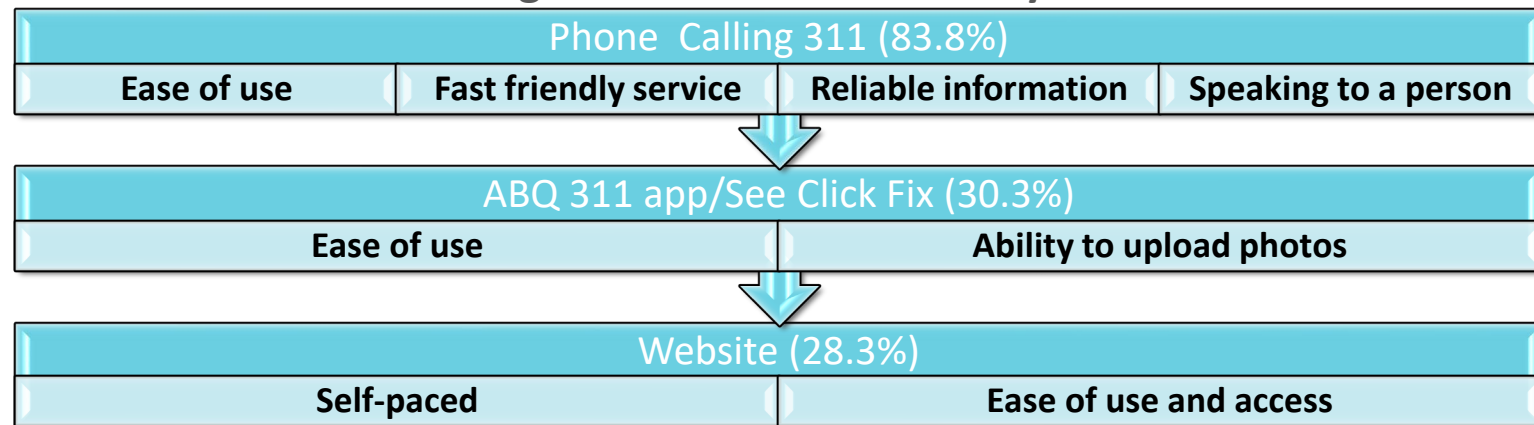 Phone Calling 311 (83.8%)
Ease of use Fast friendly service Reliable information Speaking to a person
ABQ 311 app/See Click Fix (30.3%)
Ease of use Ability to upload photos
Website (28.3%)
Self-paced Ease of use and access